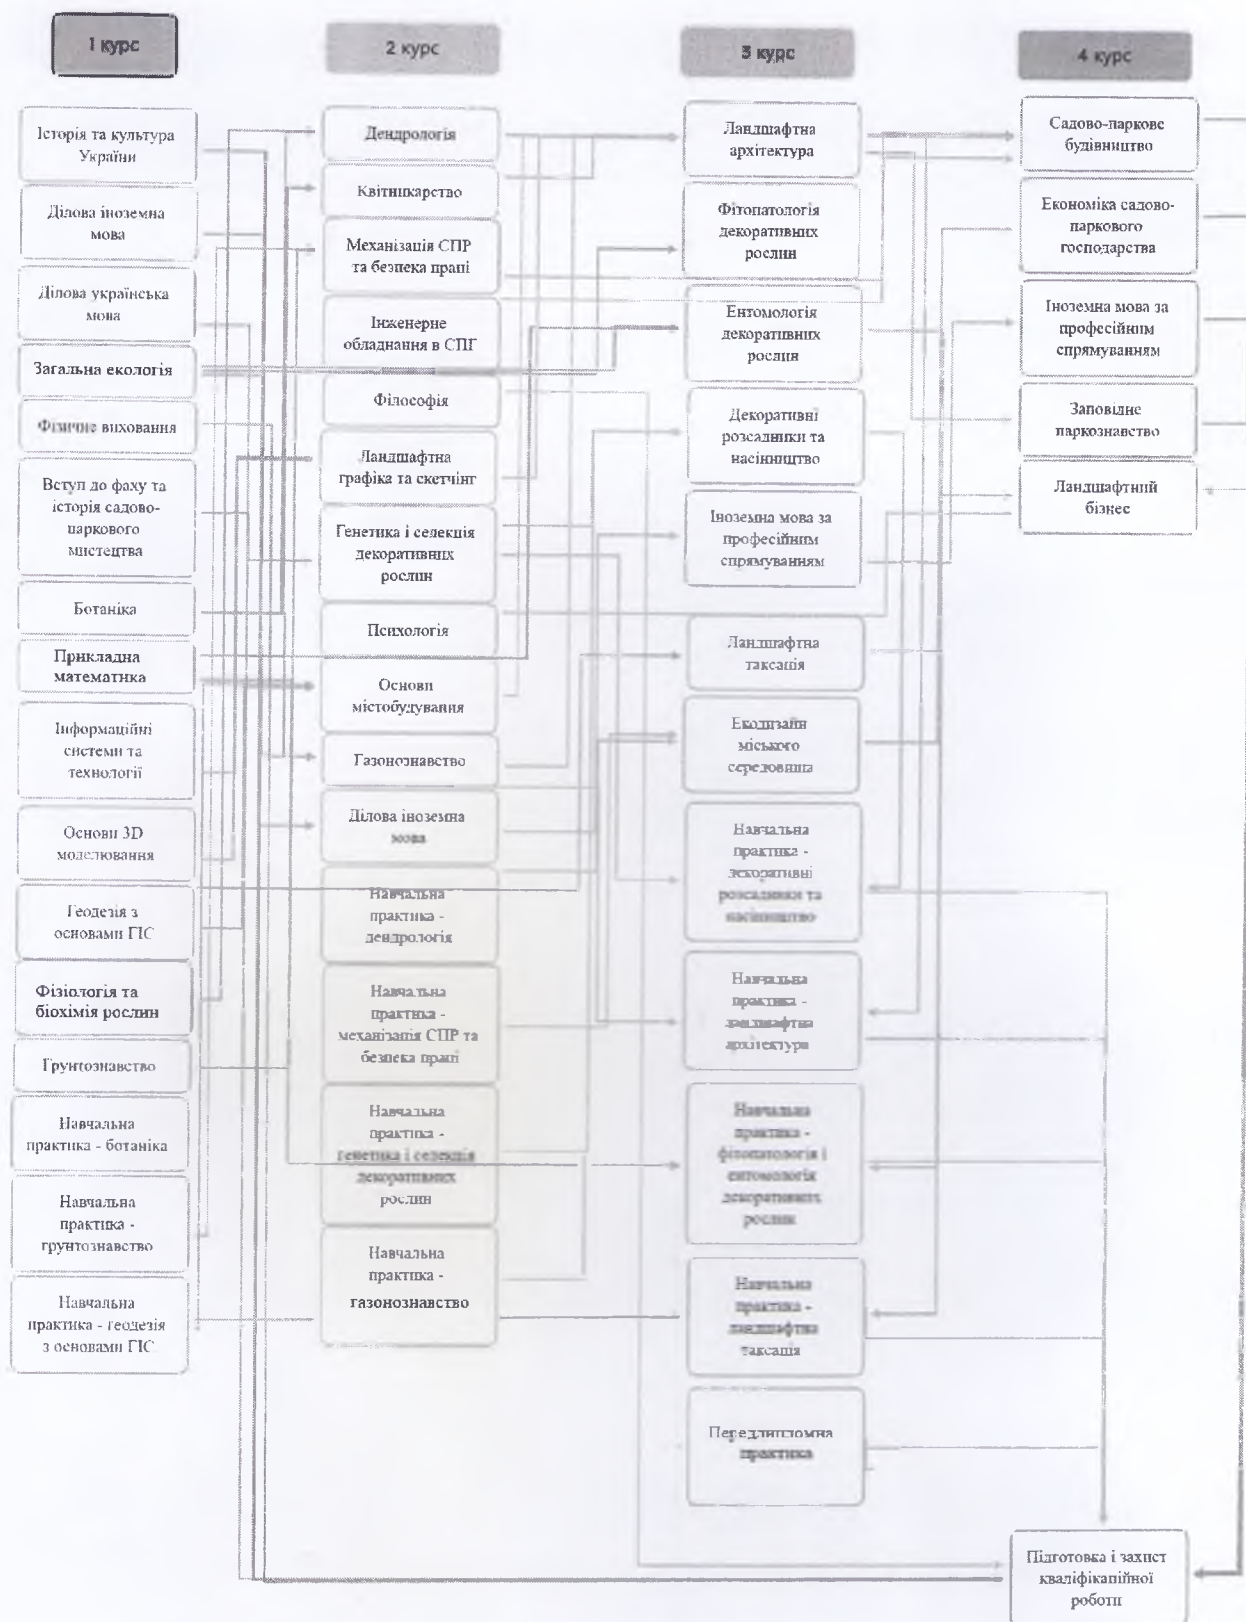 1 курс
Історія та культура
України
Ділова іноземна
мова
Ділова українська
мова
Загальна екологія
Фізичне виховання
Вступ до фаху та
історія садово-
паркового
мистецтва
Ботаніка
Прикладна
математика
Інформаційні
системи та
технології
Основи 3D
моделювання
Геодезія з
основами ГІС
Фізіологія та
біохімія рослин
Ґрунтознавство
Навчальна
практика - ботаніка
Навчальна
практика -
ґрунтознавство
Навчальна
практика - геодезія
з основами ГІС
2 курс
Дендрологія
Квітникарство
Механізація СПР
та безпека праці
Інженерне
обладнання в СПГ
Філософія
Ландшафтна
графіка та скетчінг
Генетика і селекція
декоративних
рослин
Психологія
Основи
містобудування
Газонознавство
Ділова іноземна
мова
Навчальна
практика -
дендрологія
Навчальна
практика -
механізація СПР та
безпека праці
Навчальна
практика -
генетика і селекція
декоративних
рослин
Навчальна
практика -
газонознавство
3 курс
Ландшафтна
архітектура
Фітопатологія
декоративних
рослин
Ентомологія
декоративних
рослин
Декоративні
розсадники та
насінництво
Іноземна мова за
професійним
спрямуванням
Ландшафтна
таксація
Екодизайн
міського
середовища
Навчальна
практика -
декоративні
розсадники та
насінництво
Навчальна
практика -
ландшафтна
архітектура
Навчальна
практика -
фітопатологія і
ентомологія
декоративних
рослин
Навчальна
практика -
ландшафтна
таксація
Переддипломна
практика
4 курс
Садово-паркове
будівництво
Економіка садово-
паркового
господарства
Іноземна мова за
професійним
спрямуванням
Заповідне
паркознавство
Ландшафтний
бізнес
Підготовка і захист
кваліфікаційної
роботи